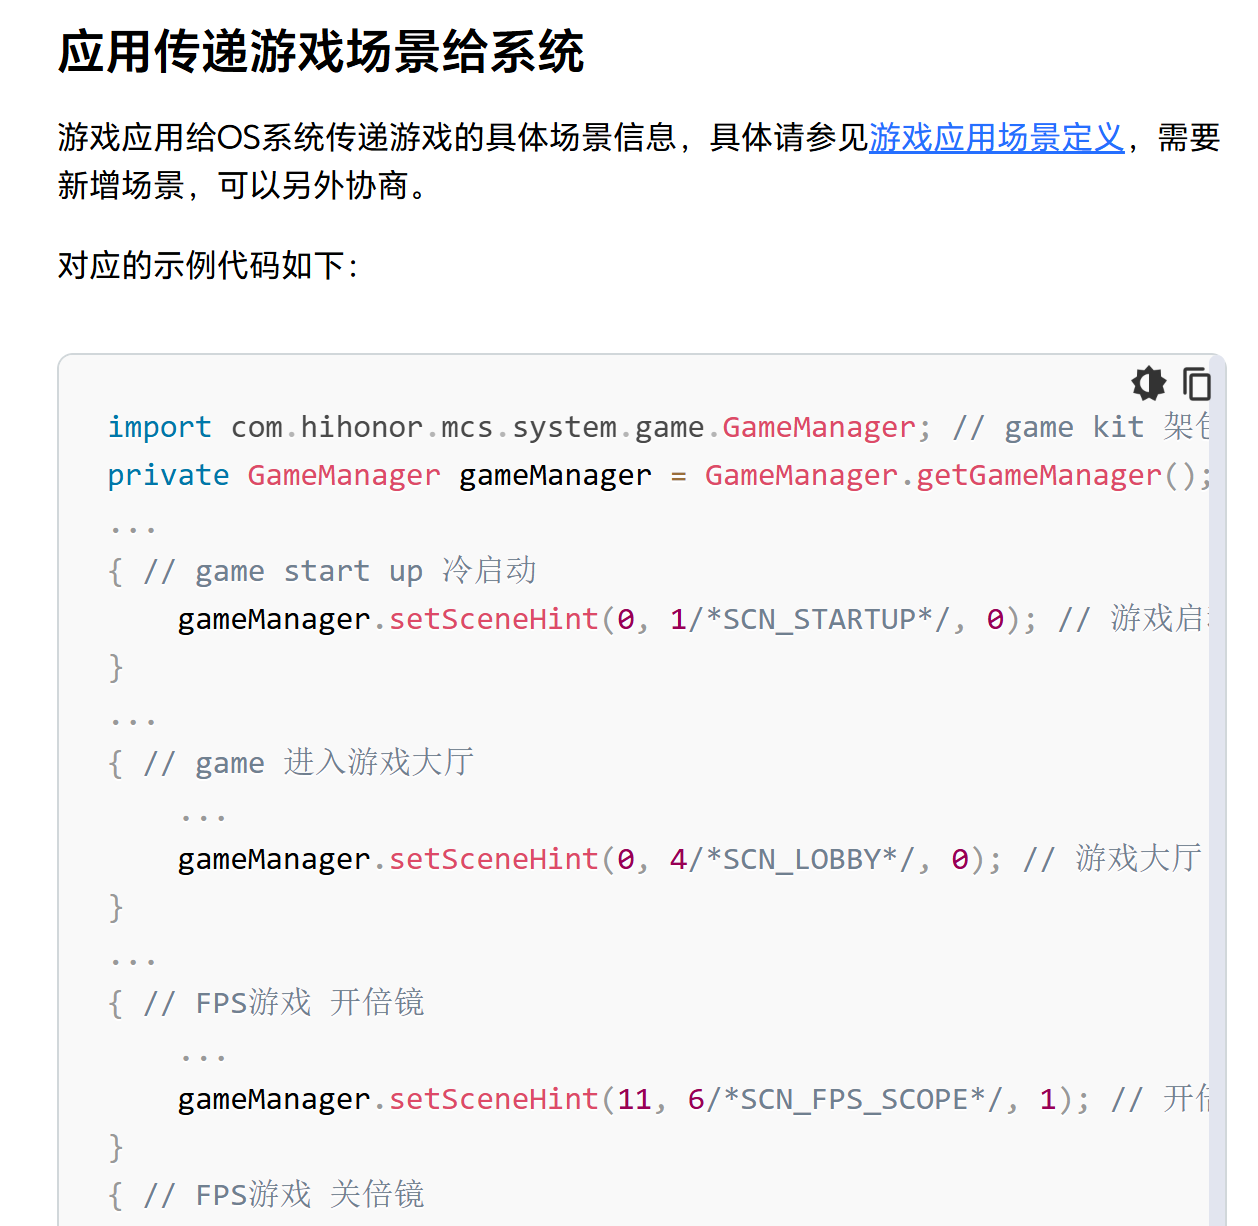 应用传递游戏场景给系统
游戏应用给OS系统传递游戏的具体场景信息，具体请参见游戏应用场景定义，需要
新增场景，可以另外协商。
对应的示例代码如下：
import com.hihonor.mcs.system.game.GameManager; // game kit 架
private GameManager gameManager = GameManager.getGameManager();
...
{ // game start up 冷启动
    gameManager.setSceneHint(0, 1/*SCN_STARTUP*/, 0); // 游戏启
}
...
{ // game 进入游戏大厅
    ...
    gameManager.setSceneHint(0, 4/*SCN_LOBBY*/, 0); // 游戏大厅
}
...
{ // FPS游戏 开倍镜
    ...
    gameManager.setSceneHint(11, 6/*SCN_FPS_SCOPE*/, 1); // 开
}
{ // FPS游戏 关倍镜